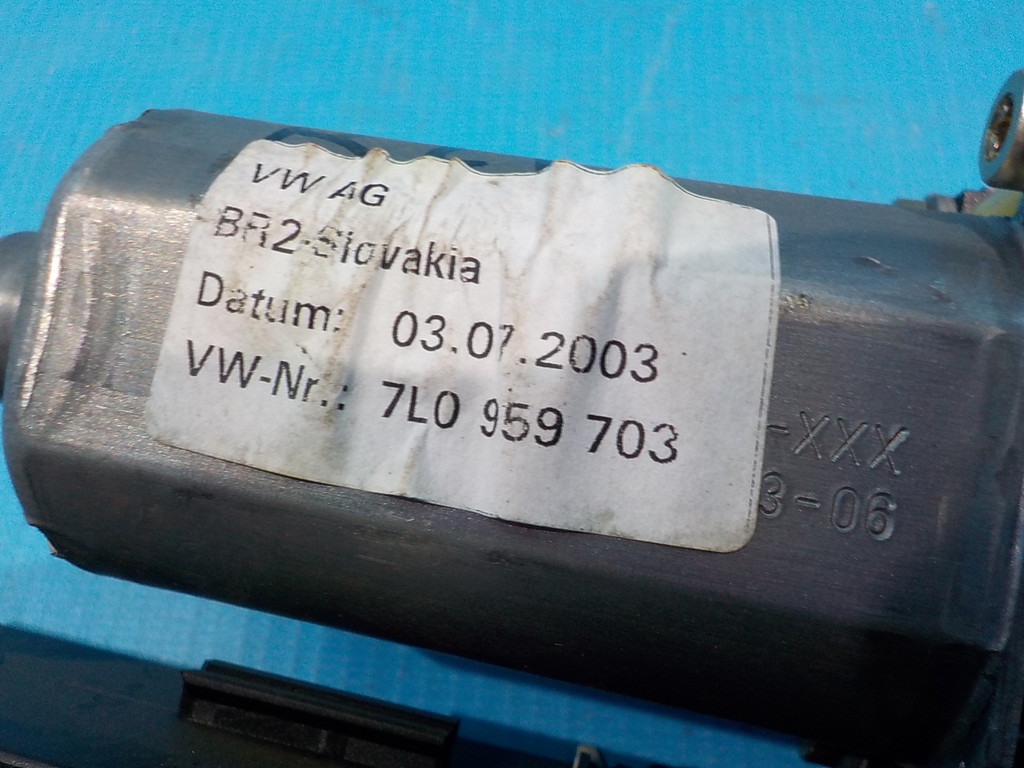 VW AG
BR2-Slovakia
Datum: 03.07.2003
VW-Nr.: 7L0 959 703
-XXX
3-06